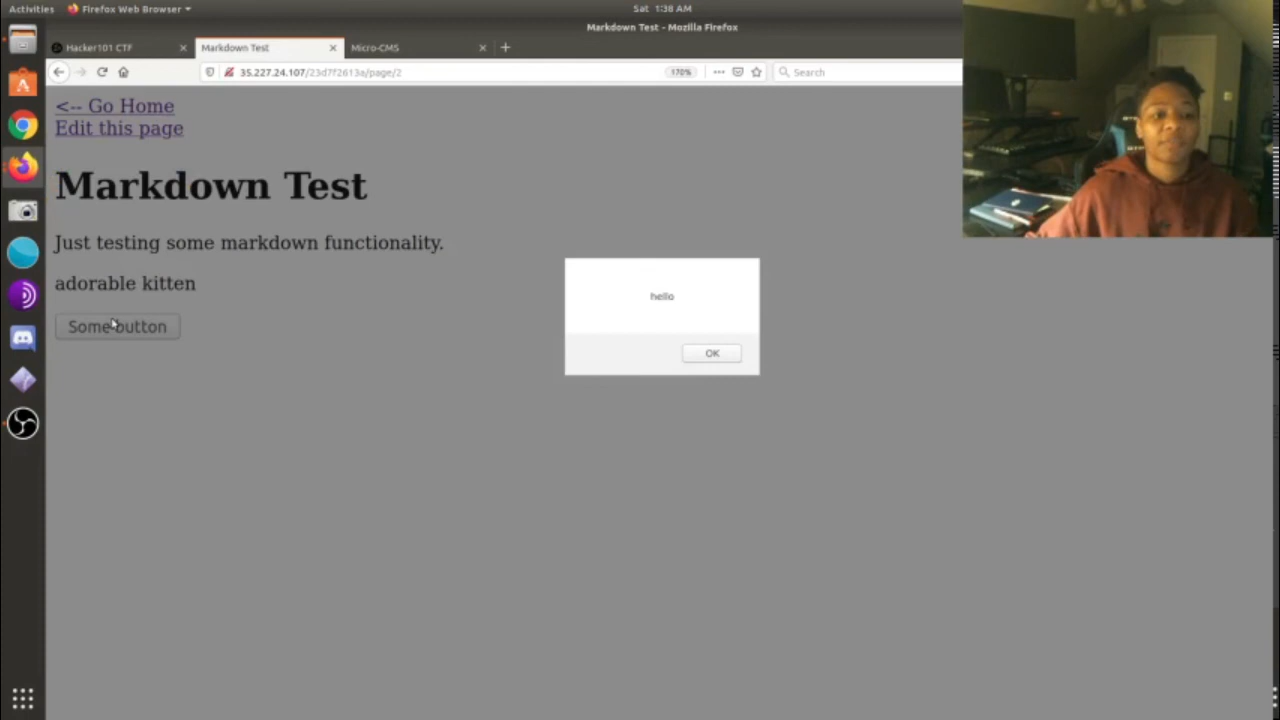 Activities
Firefox Web Browser
Sat 1:38 AM
Markdown Test - Mozilla Firefox
Hacker101 CTF
Markdown Test
Micro-CMS
35.227.24.107/23d7f2613a/page/2
170%
Search
<-- Go Home
Edit this page
Markdown Test
Just testing some markdown functionality.
adorable kitten
Some button
hello
OK